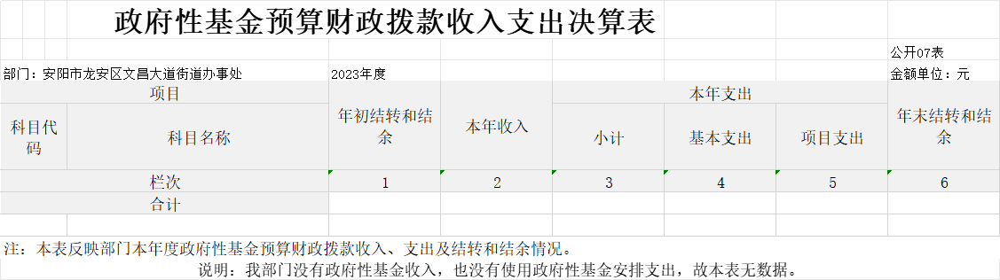 政府性基金预算财政拨款收入支出决算表
公开07表
部门：安阳市龙安区文昌大道街道办事处 2023年度 金额单位：元
项目 年初结转和结余 本年收入 本年支出 年末结转和结余
科目代码 科目名称 小计 基本支出 项目支出
栏次 1 2 3 4 5 6
合计
注：本表反映部门本年度政府性基金预算财政拨款收入、支出及结转和结余情况。
说明：我部门没有政府性基金收入，也没有使用政府性基金安排支出，故本表无数据。